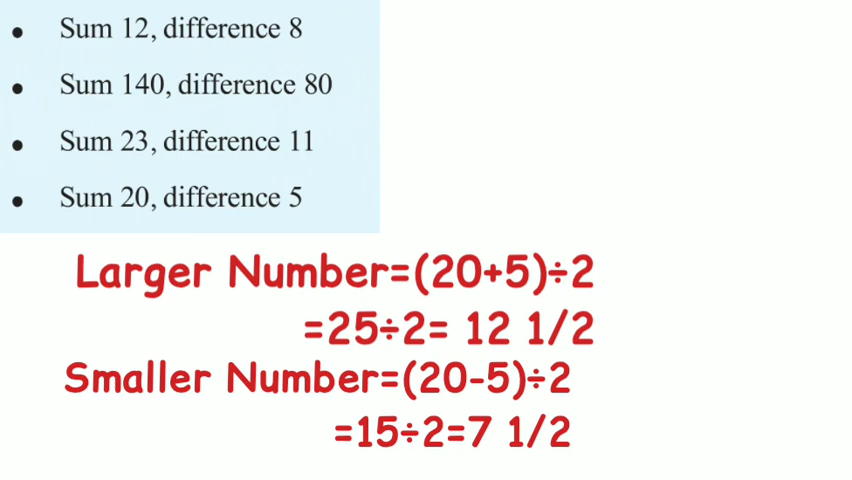 • Sum 12, difference 8
• Sum 140, difference 80
• Sum 23, difference 11
• Sum 20, difference 5
Larger Number=(20+5)÷2
=25÷2= 12 1/2
Smaller Number=(20-5)÷2
=15÷2=7 1/2